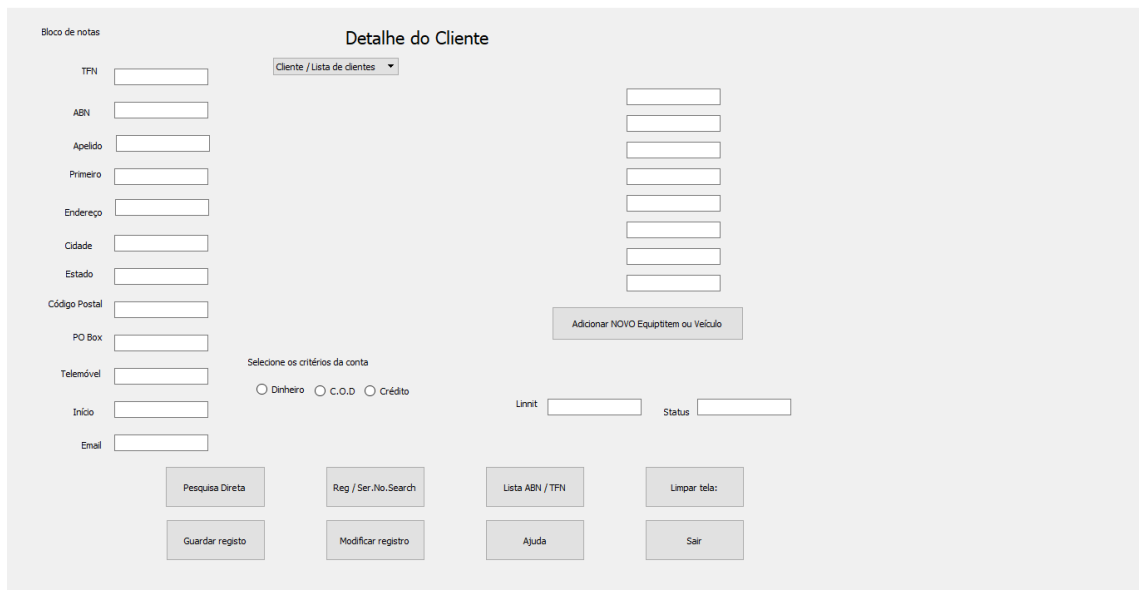 Bloco de notas
Detalhe do Cliente
Cliente / Lista de clientes
TFN
ABN
Apelido
Primeiro
Endereço
Cidade
Estado
Código Postal
Adicionar NOVO Equiptitem ou Veículo
PO Box
Selecione os critérios da conta
Telemóvel
Dinheiro C.O.D Crédito
Início
Linnit
Status
Email
Pesquisa Direta
Reg / Ser.No.Search
Lista ABN / TFN
Limpar tela:
Guardar registo
Modificar registro
Ajuda
Sair